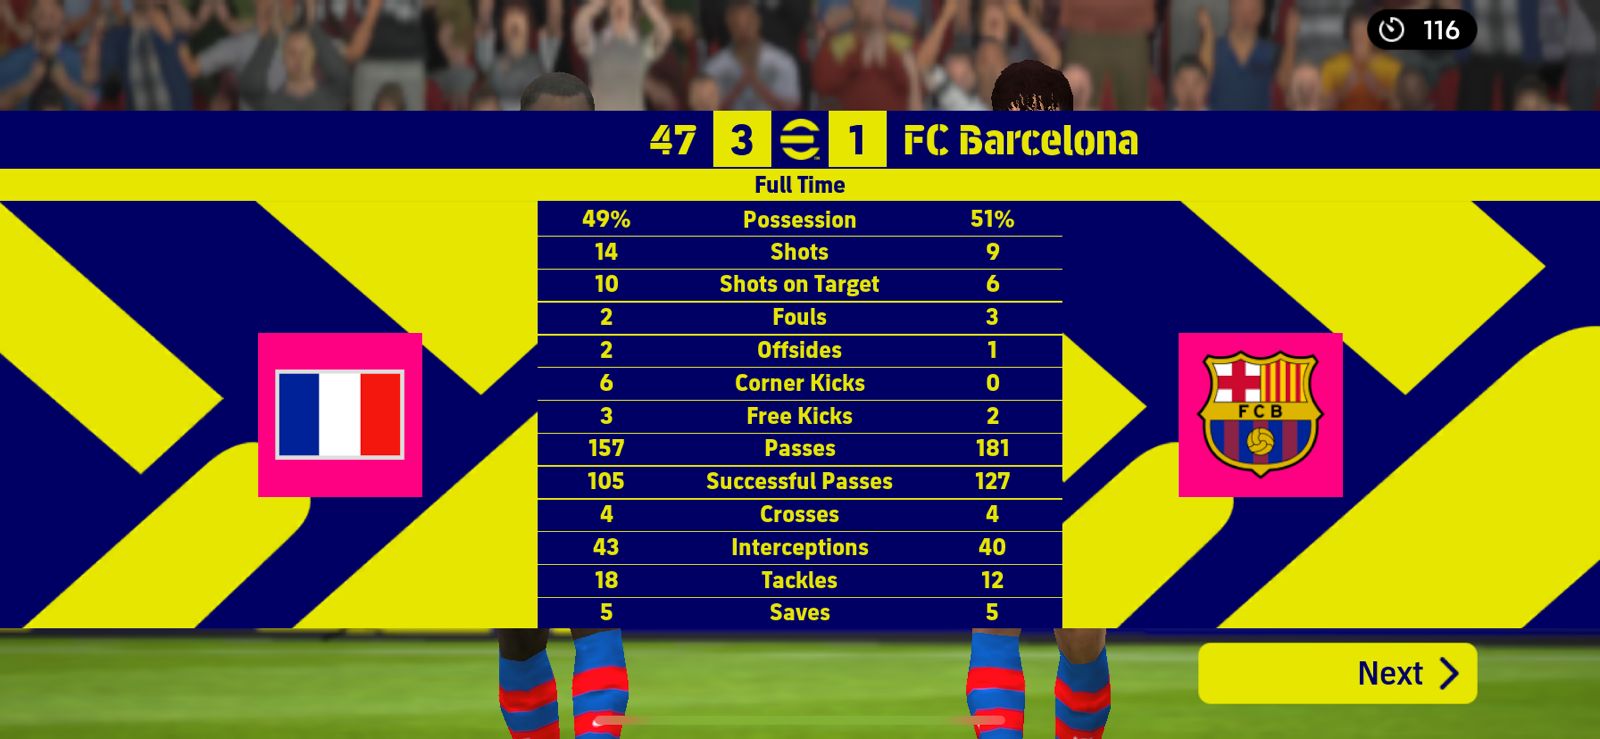 116
47 3 1 FC Barcelona
Full Time
49% Possession 51%
14 Shots 9
10 Shots on Target 6
2 Fouls 3
2 Offsides 1
6 Corner Kicks 0
3 Free Kicks 2
157 Passes 181
105 Successful Passes 127
4 Crosses 4
43 Interceptions 40
18 Tackles 12
5 Saves 5
FCB
Next